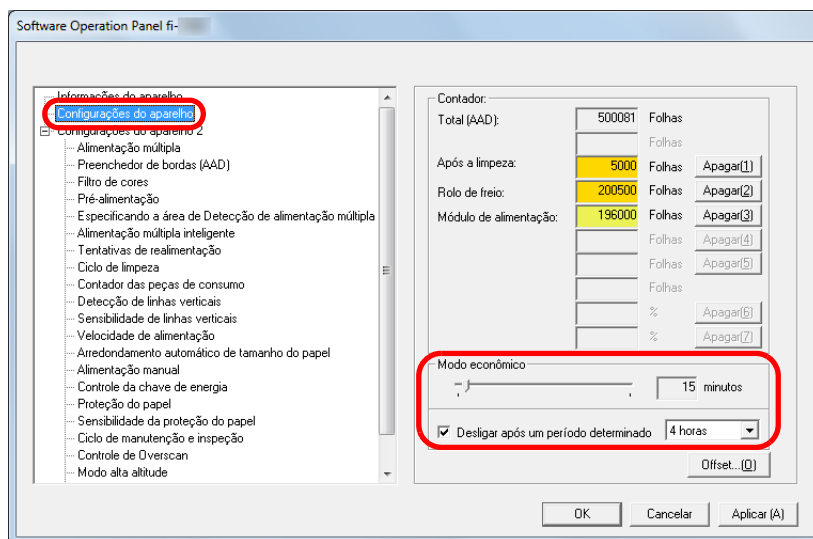 Software Operation Panel fi-
Informações do aparelho
Configurações do aparelho
Configurações do aparelho 2
Alimentação múltipla
Preenchedor de bordas (AAD)
Filtro de cores
Pré-alimentação
Especificando a área de Detecção de alimentação múltipla
Alimentação múltipla inteligente
Tentativas de realimentação
Ciclo de limpeza
Contador das peças de consumo
Detecção de linhas verticais
Sensibilidade de linhas verticais
Velocidade de alimentação
Arredondamento automático de tamanho do papel
Alimentação manual
Controle da chave de energia
Proteção do papel
Sensibilidade da proteção do papel
Ciclo de manutenção e inspeção
Controle de Overscan
Modo alta altitude
Contador:
Total (AAD): 500081 Folhas
Folhas
Após a limpeza: 5000 Folhas Apagar(1)
Rolo de freio: 200500 Folhas Apagar(2)
Módulo de alimentação: 196000 Folhas Apagar(3)
Folhas Apagar(4)
Folhas Apagar(5)
Folhas
% Apagar(6)
% Apagar(7)
Modo econômico
15 minutos
Desligar após um período determinado 4 horas
Offset...(O)
OK Cancelar Aplicar (A)